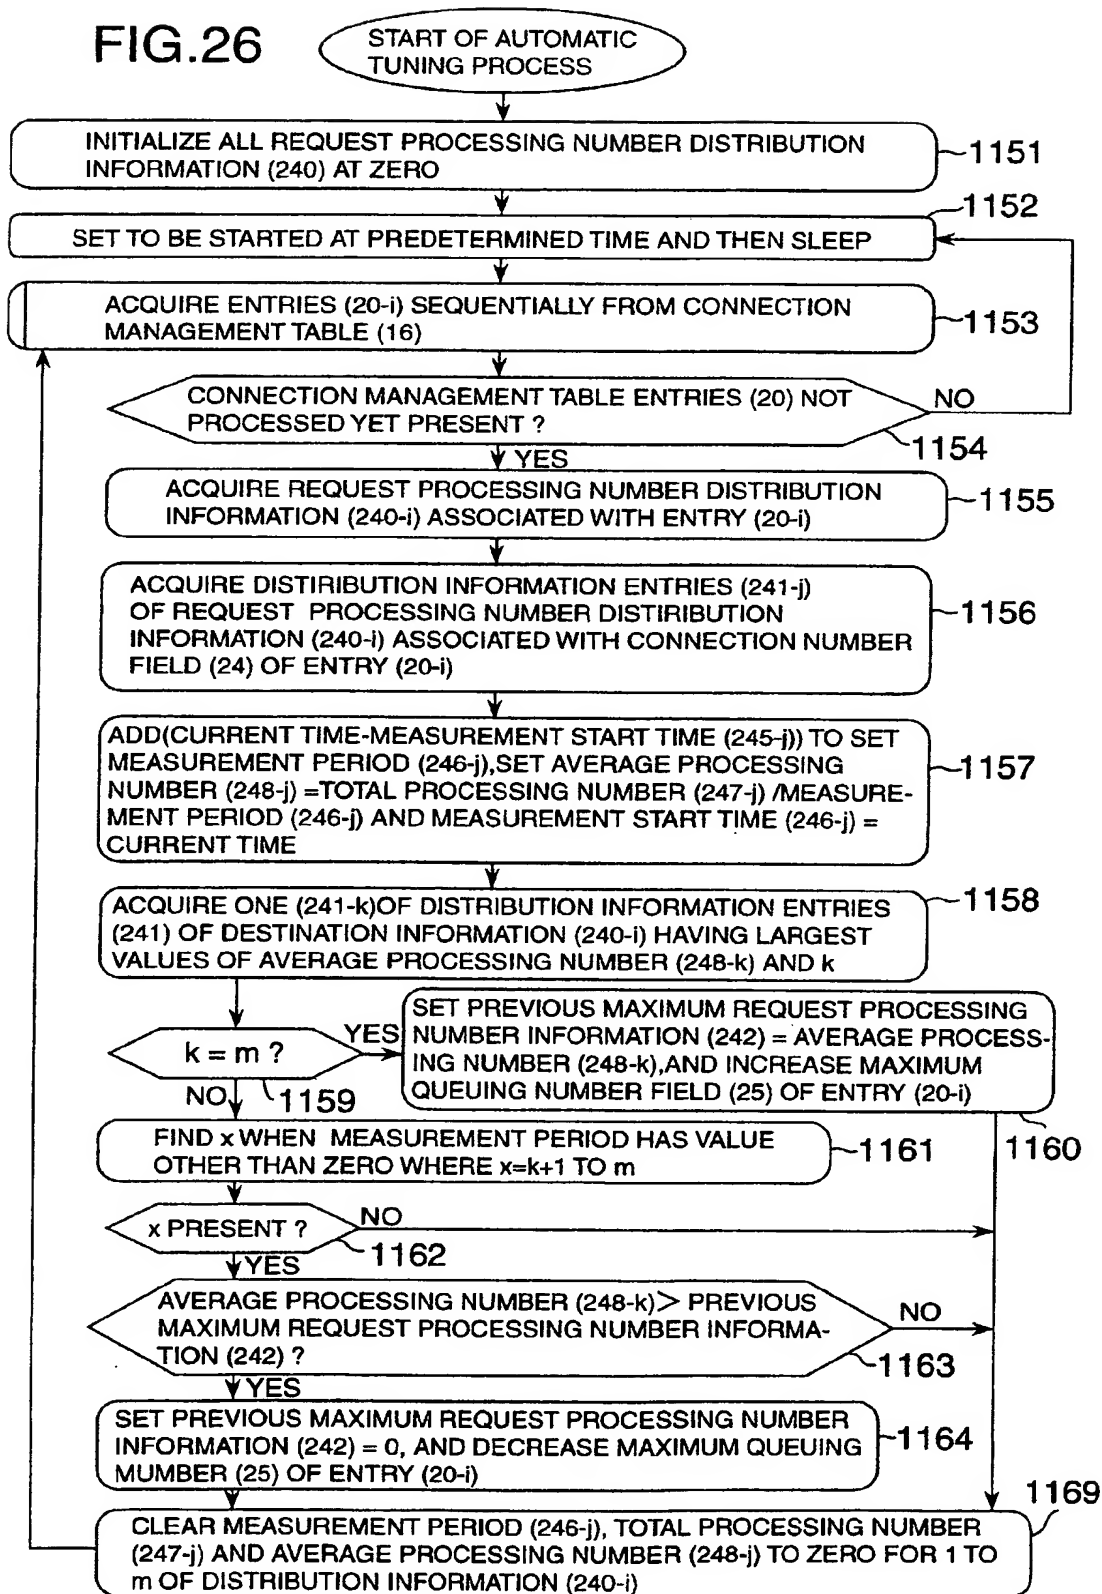 FIG.26
START OF AUTOMATIC
TUNING PROCESS
INITIALIZE ALL REQUEST PROCESSING NUMBER DISTRIBUTION
INFORMATION (240) AT ZERO
1151
1152
SET TO BE STARTED AT PREDETERMINED TIME AND THEN SLEEP
ACQUIRE ENTRIES (20-i) SEQUENTIALLY FROM CONNECTION
MANAGEMENT TABLE (16)
1153
CONNECTION MANAGEMENT TABLE ENTRIES (20) NOT
PROCESSED YET PRESENT ?
NO
1154
YES
ACQUIRE REQUEST PROCESSING NUMBER DISTRIBUTION
INFORMATION (240-i) ASSOCIATED WITH ENTRY (20-i)
1155
ACQUIRE DISTIRIBUTION INFORMATION ENTRIES (241-j)
OF REQUEST PROCESSING NUMBER DISTIRIBUTION
INFORMATION (240-i) ASSOCIATED WITH CONNECTION NUMBER
FIELD (24) OF ENTRY (20-i)
1156
ADD(CURRENT TIME-MEASUREMENT START TIME (245-j)) TO SET
MEASUREMENT PERIOD (246-j),SET AVERAGE PROCESSING
NUMBER (248-j) =TOTAL PROCESSING NUMBER (247-j) /MEASURE-
MENT PERIOD (246-j) AND MEASUREMENT START TIME (246-j) =
CURRENT TIME
1157
ACQUIRE ONE (241-k)OF DISTRIBUTION INFORMATION ENTRIES
(241) OF DESTINATION INFORMATION (240-i) HAVING LARGEST
VALUES OF AVERAGE PROCESSING NUMBER (248-k) AND k
1158
k = m ?
YES
NO
1159
SET PREVIOUS MAXIMUM REQUEST PROCESSING
NUMBER INFORMATION (242) = AVERAGE PROCESS-
ING NUMBER (248-k),AND INCREASE MAXIMUM
QUEUING NUMBER FIELD (25) OF ENTRY (20-i)
1160
FIND x WHEN MEASUREMENT PERIOD HAS VALUE
OTHER THAN ZERO WHERE x=k+1 TO m
1161
x PRESENT ?
NO
1162
YES
AVERAGE PROCESSING NUMBER (248-k)> PREVIOUS
MAXIMUM REQUEST PROCESSING NUMBER INFORMA-
TION (242) ?
NO
1163
YES
SET PREVIOUS MAXIMUM REQUEST PROCESSING NUMBER
INFORMATION (242) = 0, AND DECREASE MAXIMUM QUEUING
MUMBER (25) OF ENTRY (20-i)
1164
1169
CLEAR MEASUREMENT PERIOD (246-j), TOTAL PROCESSING NUMBER
(247-j) AND AVERAGE PROCESSING NUMBER (248-j) TO ZERO FOR 1 TO
m OF DISTRIBUTION INFORMATION (240-i)